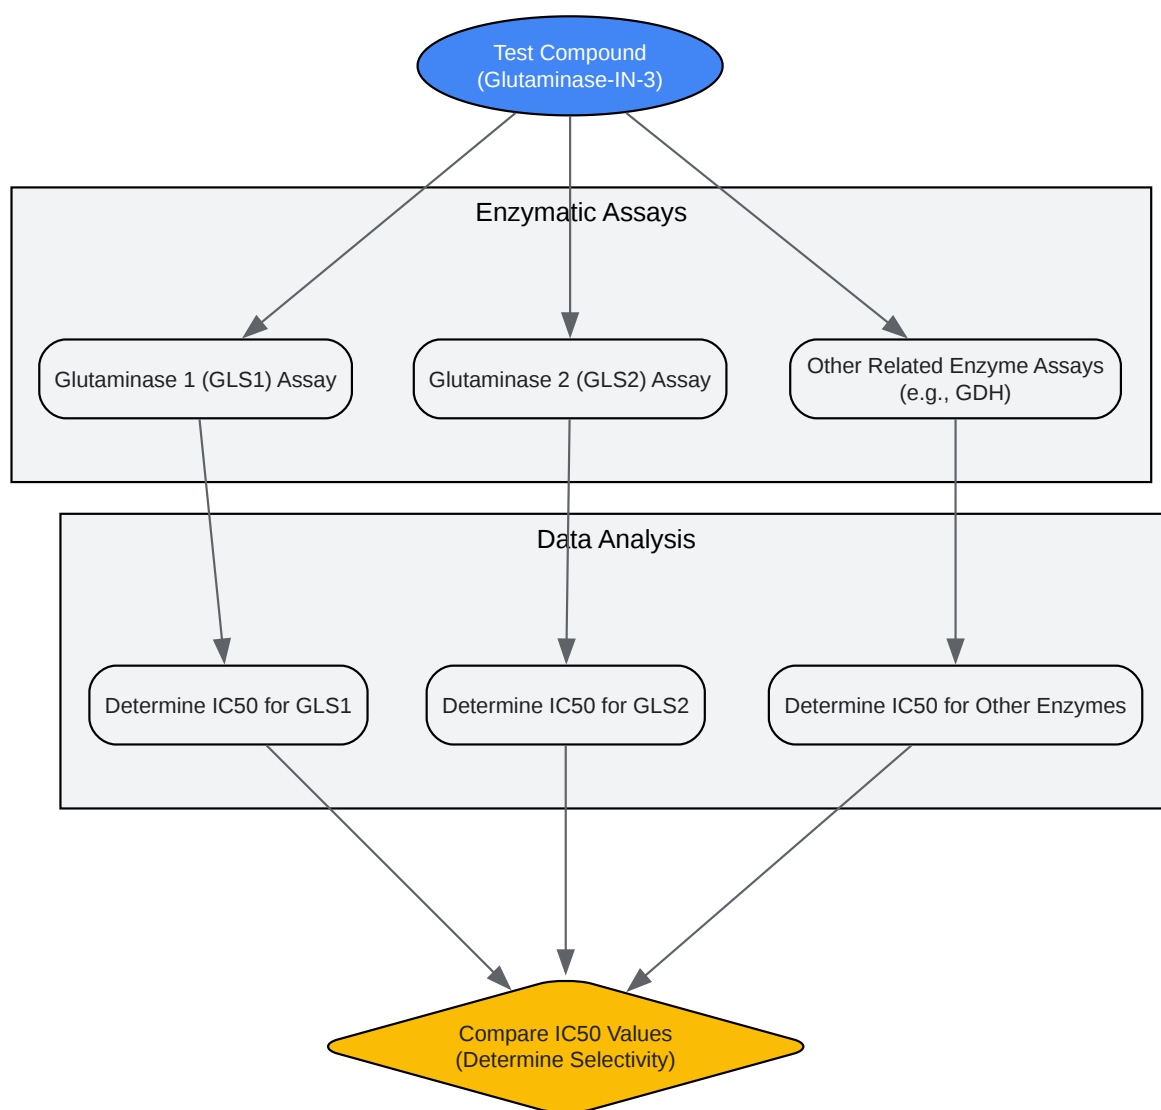 Test Compound
(Glutaminase-IN-3)
Enzymatic Assays
Glutaminase 1 (GLS1) Assay
Glutaminase 2 (GLS2) Assay
Other Related Enzyme Assays
(e.g., GDH)
Data Analysis
Determine IC50 for GLS1
Determine IC50 for GLS2
Determine IC50 for Other Enzymes
Compare IC50 Values
(Determine Selectivity)